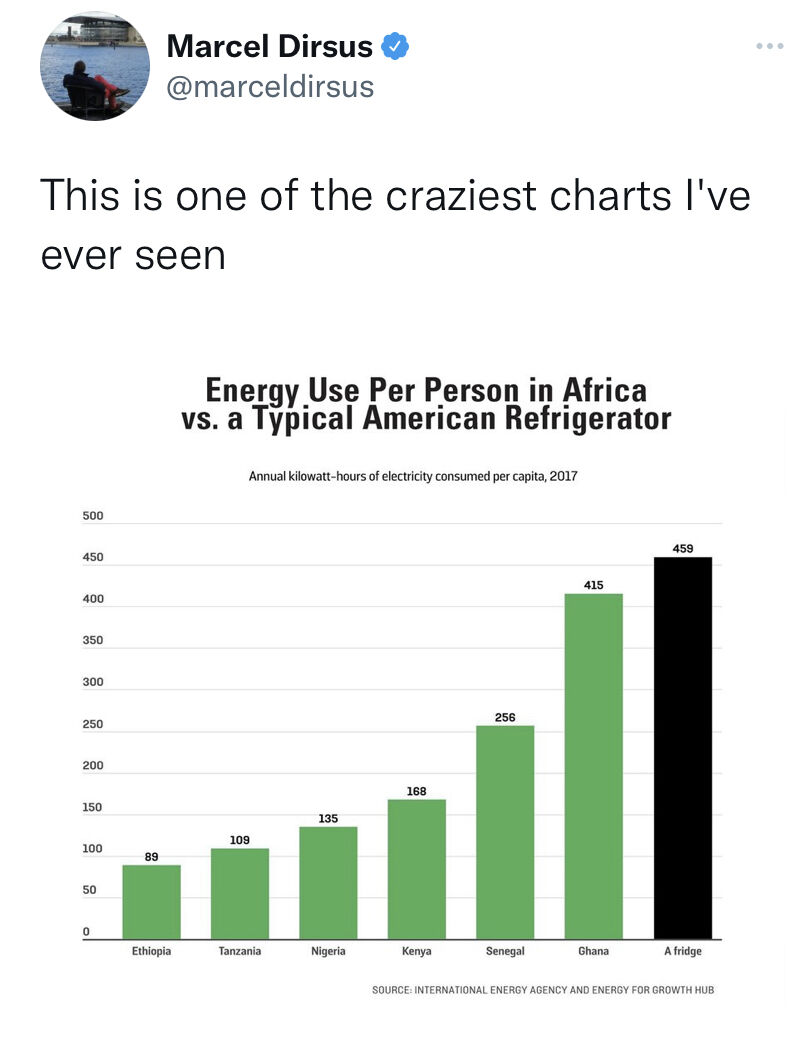 Marcel Dirsus
@marceldirsus
This is one of the craziest charts I've
ever seen
Energy Use Per Person in Africa
vs. a Typical American Refrigerator
Annual kilowatt-hours of electricity consumed per capita, 2017
500
450
400
350
300
250
200
150
100
50
0
89
109
135
168
256
415
459
Ethiopia
Tanzania
Nigeria
Kenya
Senegal
Ghana
A fridge
SOURCE: INTERNATIONAL ENERGY AGENCY AND ENERGY FOR GROWTH HUB